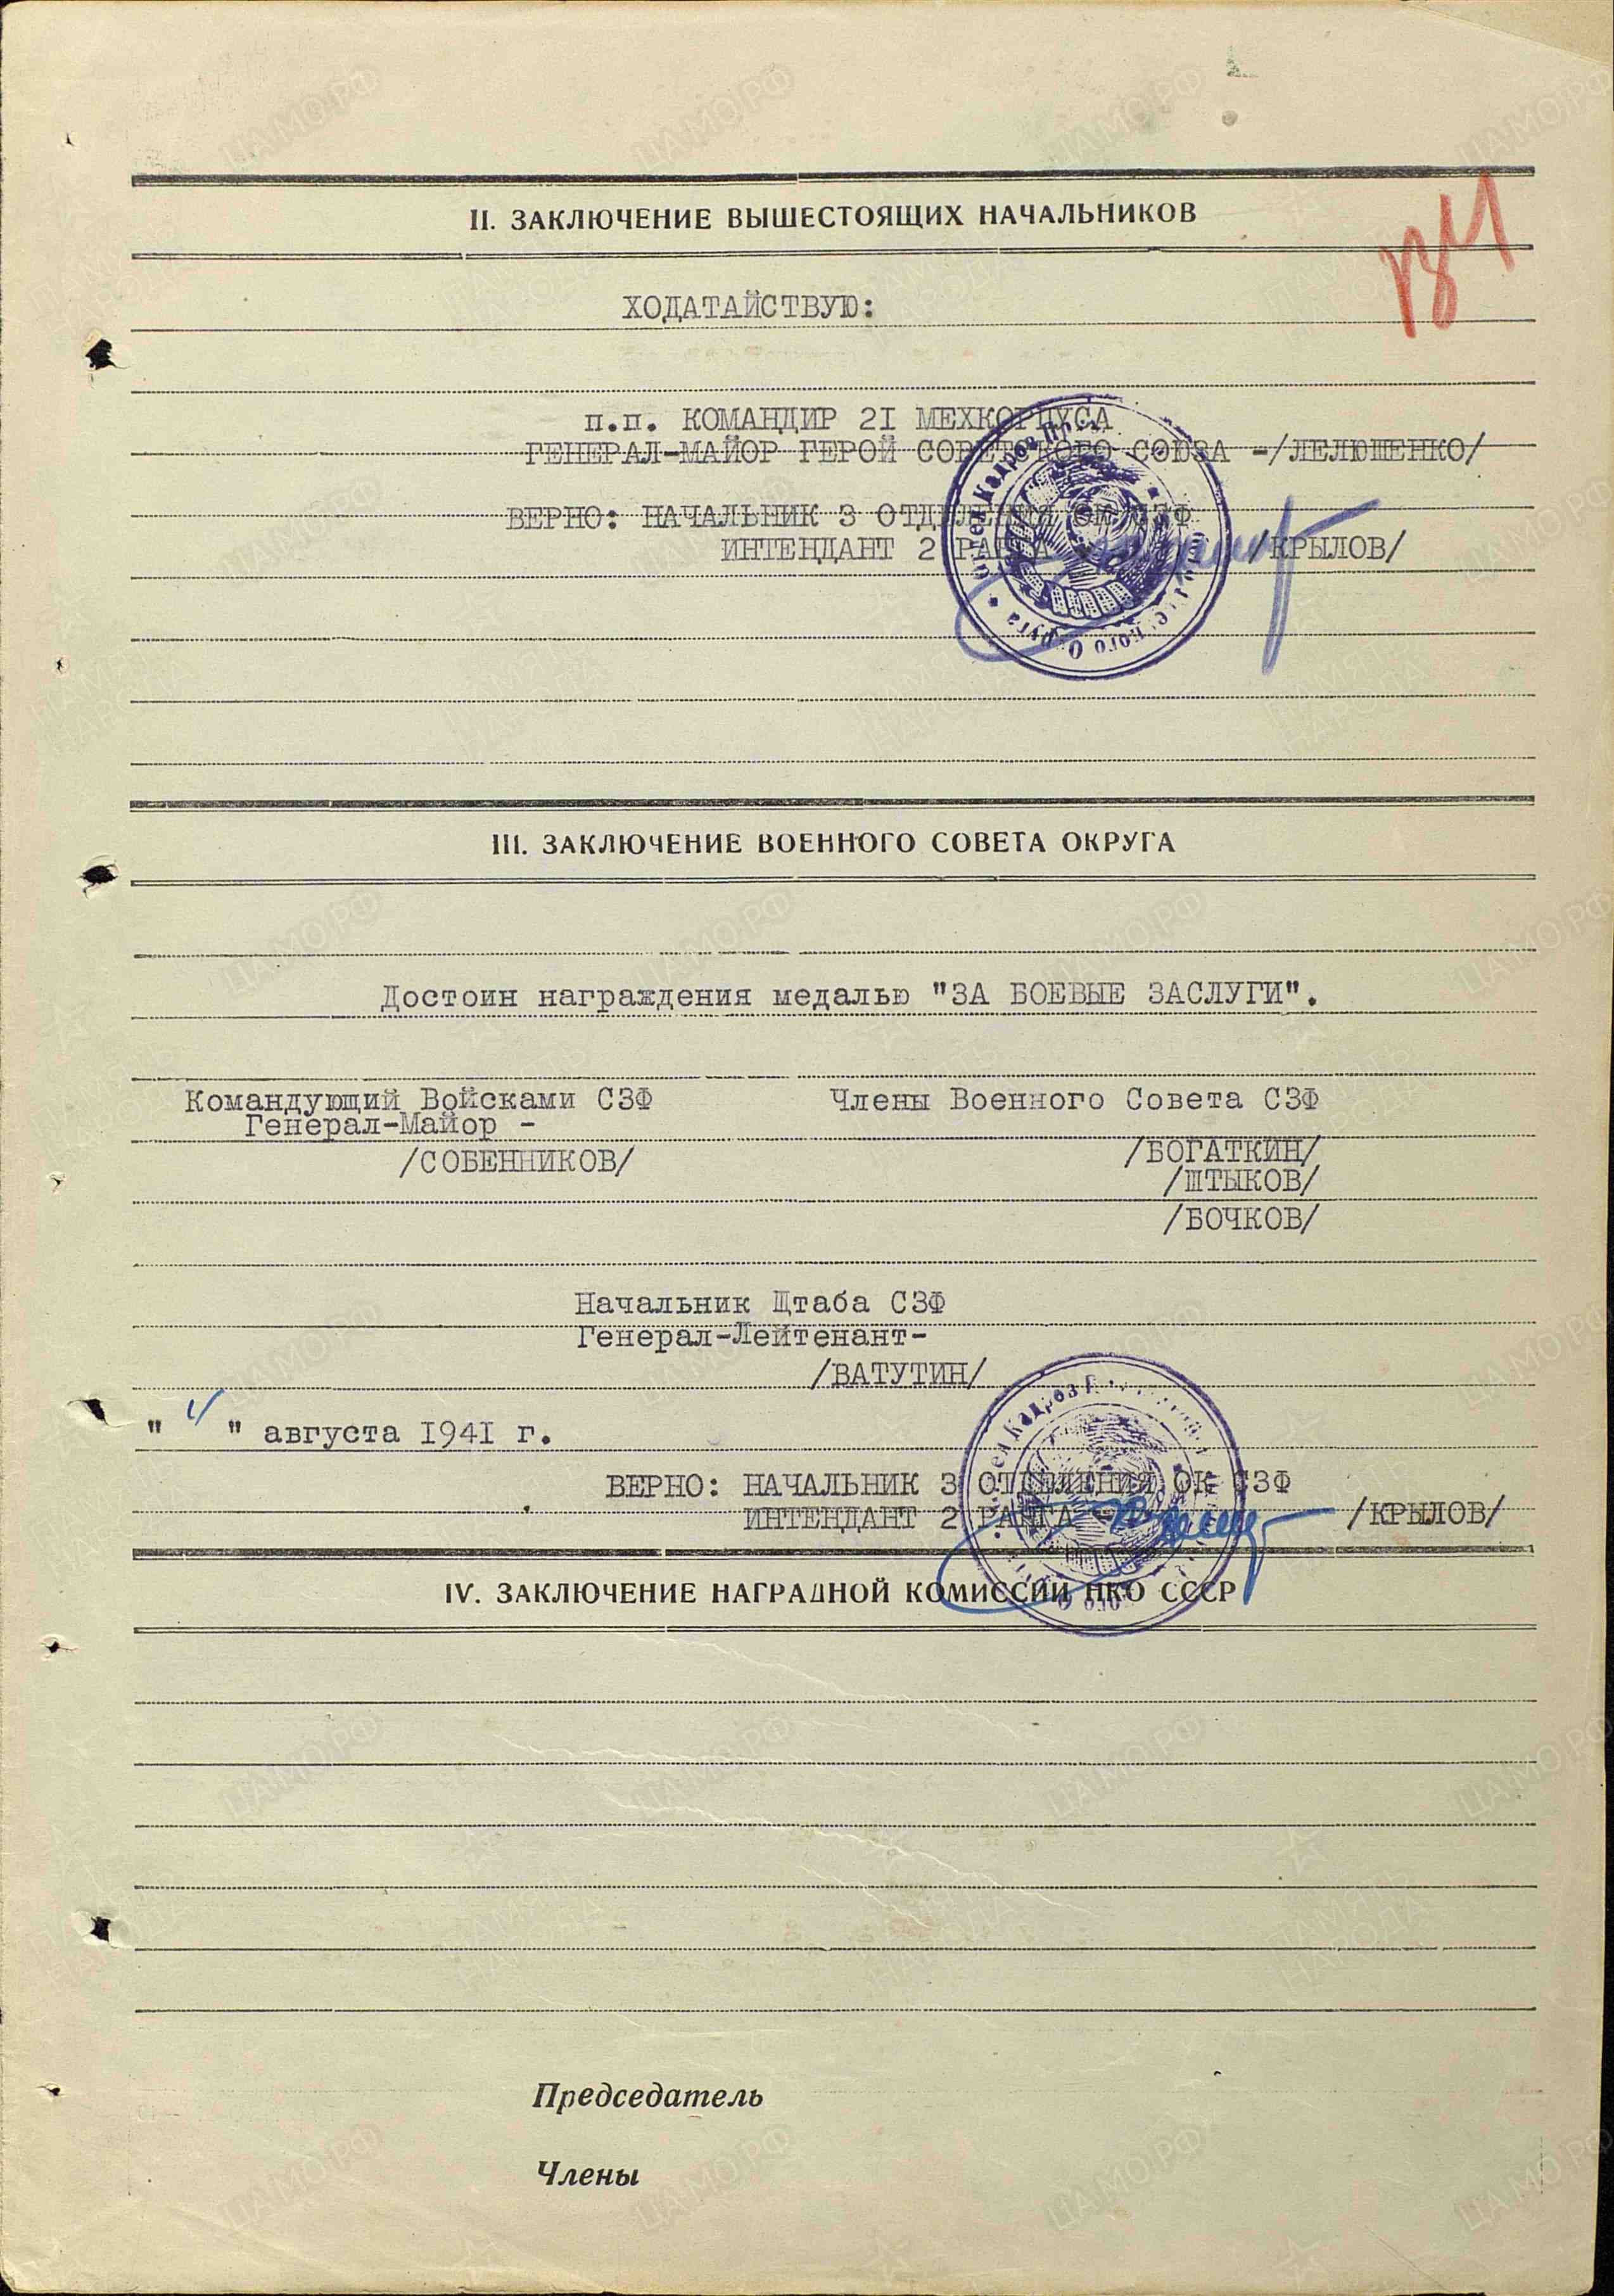 II. ЗАКЛЮЧЕНИЕ ВЫШЕСТОЯЩИХ НАЧАЛЬНИКОВ
ХОДАТАЙСТВУЮ:
п.п. КОМАНДИР 2I МЕХКОРПУСА
ГЕНЕРАЛ-МАЙОР ГЕРОЙ СОВЕТСКОГО СОЮЗА -/ЛЕЛЮШЕНКО/
ВЕРНО: НАЧАЛЬНИК 3 ОТДЕЛЕНИЯ ОК СЗФ
ИНТЕНДАНТ 2 РАНГА /КРЫЛОВ/
III. ЗАКЛЮЧЕНИЕ ВОЕННОГО СОВЕТА ОКРУГА
Достоин награждения медалью "ЗА БОЕВЫЕ ЗАСЛУГИ".
Командующий Войсками СЗФ Члены Военного Совета СЗФ
Генерал-Майор -
/СОБЕННИКОВ/ /БОГАТКИН/
/ШТЫКОВ/
/БОЧКОВ/
Начальник Штаба СЗФ
Генерал-Лейтенант-
/ВАТУТИН/
" " августа I94I г.
ВЕРНО: НАЧАЛЬНИК 3 ОТДЕЛЕНИЯ ОК СЗФ
ИНТЕНДАНТ 2 РАНГА - /КРЫЛОВ/
IV. ЗАКЛЮЧЕНИЕ НАГРАДНОЙ КОМИССИИ НКО СССР
Председатель
Члены